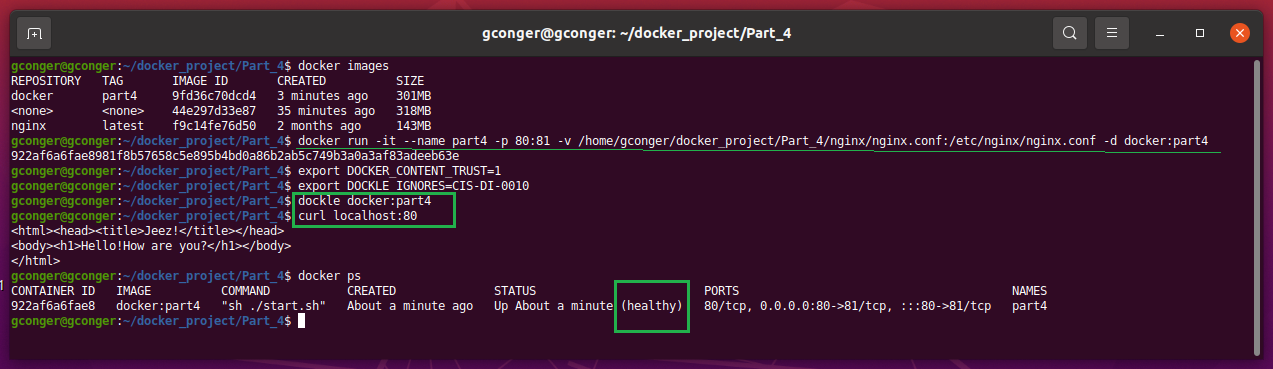 gconger@gconger: ~/docker_project/Part_4
gconger@gconger:~/docker_project/Part_4$ docker images
REPOSITORY   TAG       IMAGE ID       CREATED          SIZE
docker       part4     9fd36c70dcd4   3 minutes ago    301MB
<none>       <none>    44e297d33e87   35 minutes ago   318MB
nginx        latest    f9c14fe76d50   2 months ago     143MB
gconger@gconger:~/docker_project/Part_4$ docker run -it --name part4 -p 80:81 -v /home/gconger/docker_project/Part_4/nginx/nginx.conf:/etc/nginx/nginx.conf -d docker:part4
922af6a6fae8981f8b57658c5e895b4bd0a86b2ab5c749b3a0a3af83adeeb63e
gconger@gconger:~/docker_project/Part_4$ export DOCKER_CONTENT_TRUST=1
gconger@gconger:~/docker_project/Part_4$ export DOCKLE_IGNORES=CIS-DI-0010
gconger@gconger:~/docker_project/Part_4$ dockle docker:part4
gconger@gconger:~/docker_project/Part_4$ curl localhost:80
<html><head><title>Jeez!</title></head>
<body><h1>Hello!How are you?</h1></body>
</html>
gconger@gconger:~/docker_project/Part_4$ docker ps
CONTAINER ID   IMAGE          COMMAND           CREATED              STATUS                        PORTS                                   NAMES
922af6a6fae8   docker:part4   "sh ./start.sh"   About a minute ago   Up About a minute (healthy)   80/tcp, 0.0.0.0:80->81/tcp, :::80->81/tcp   part4
gconger@gconger:~/docker_project/Part_4$